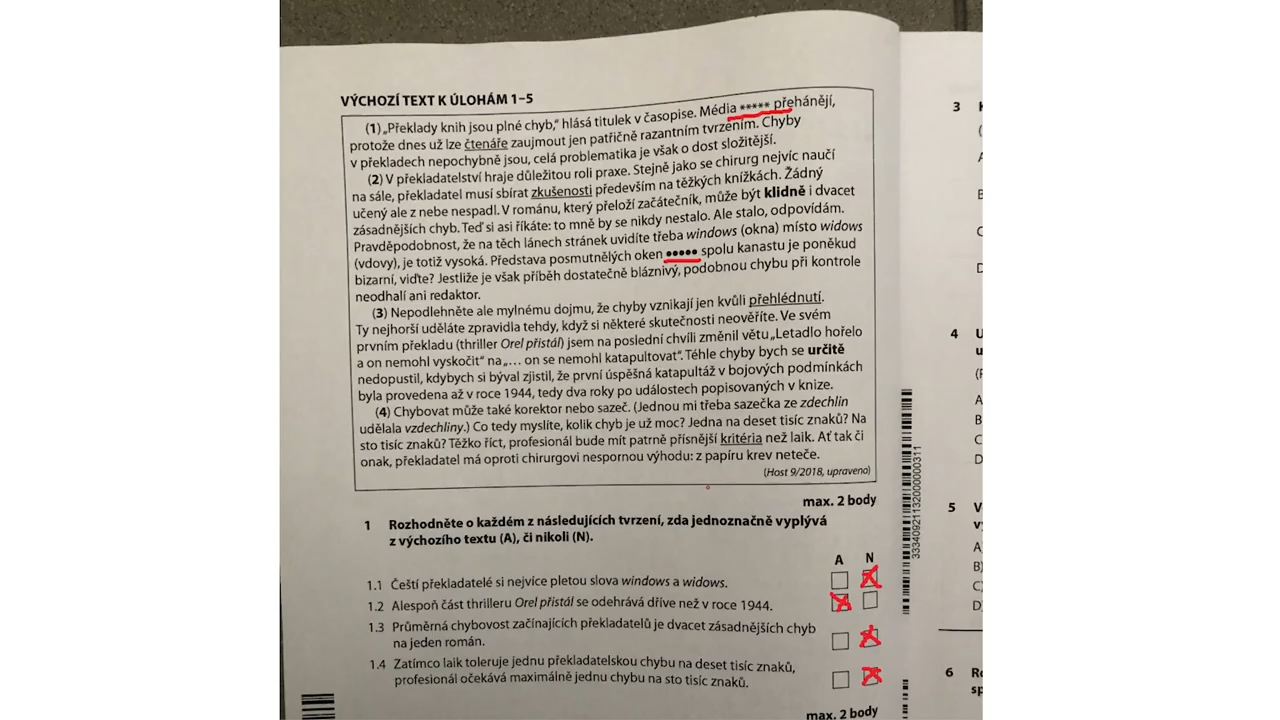 VÝCHOZÍ TEXT K ÚLOHÁM 1–5
(1) „Překlady knih jsou plné chyb,“ hlásá titulek v časopise. Média ***** přehánějí,
protože dnes už lze čtenáře zaujmout jen patřičně razantním tvrzením. Chyby
v překladech nepochybně jsou, celá problematika je však o dost složitější.
(2) V překladatelství hraje důležitou roli praxe. Stejně jako se chirurg nejvíc naučí
na sále, překladatel musí sbírat zkušenosti především na těžkých knížkách. Žádný
učený ale z nebe nespadl. V románu, který přeloží začátečník, může být klidně i dvacet
zásadnějších chyb. Teď si asi říkáte: to mně by se nikdy nestalo. Ale stalo, odpovídám.
Pravděpodobnost, že na těch lánech stránek uvidíte třeba windows (okna) místo widows
(vdovy), je totiž vysoká. Představa posmutnělých oken ••••• spolu kanastu je poněkud
bizarní, viďte? Jestliže je však příběh dostatečně bláznivý, podobnou chybu při kontrole
neodhalí ani redaktor.
(3) Nepodlehněte ale mylnému dojmu, že chyby vznikají jen kvůli přehlédnutí.
Ty nejhorší uděláte zpravidla tehdy, když si některé skutečnosti neověříte. Ve svém
prvním překladu (thriller Orel přistál) jsem na poslední chvíli změnil větu „Letadlo hořelo
a on nemohl vyskočit“ na „… on se nemohl katapultovat“. Téhle chyby bych se určitě
nedopustil, kdybych si býval zjistil, že první úspěšná katapultáž v bojových podmínkách
byla provedena až v roce 1944, tedy dva roky po událostech popisovaných v knize.
(4) Chybovat může také korektor nebo sazeč. (Jednou mi třeba sazečka ze zdechlin
udělala vzdechliny.) Co tedy myslíte, kolik chyb je už moc? Jedna na deset tisíc znaků? Na
sto tisíc znaků? Těžko říct, profesionál bude mít patrně přísnější kritéria než laik. Ať tak či
onak, překladatel má oproti chirurgovi nespornou výhodu: z papíru krev neteče.
(Host 9/2018, upraveno)
max. 2 body
1 Rozhodněte o každém z následujících tvrzení, zda jednoznačně vyplývá
z výchozího textu (A), či nikoli (N).
A N
1.1 Čeští překladatelé si nejvíce pletou slova windows a widows.
1.2 Alespoň část thrilleru Orel přistál se odehrává dříve než v roce 1944.
1.3 Průměrná chybovost začínajících překladatelů je dvacet zásadnějších chyb
na jeden román.
1.4 Zatímco laik toleruje jednu překladatelskou chybu na deset tisíc znaků,
profesionál očekává maximálně jednu chybu na sto tisíc znaků.
max. 2 body
3334092113200000311
3
(
A
B
C
D
4 U
u
(F
A
B
C
D
5 V
v
A)
B)
C)
D)
6 Ro
sp